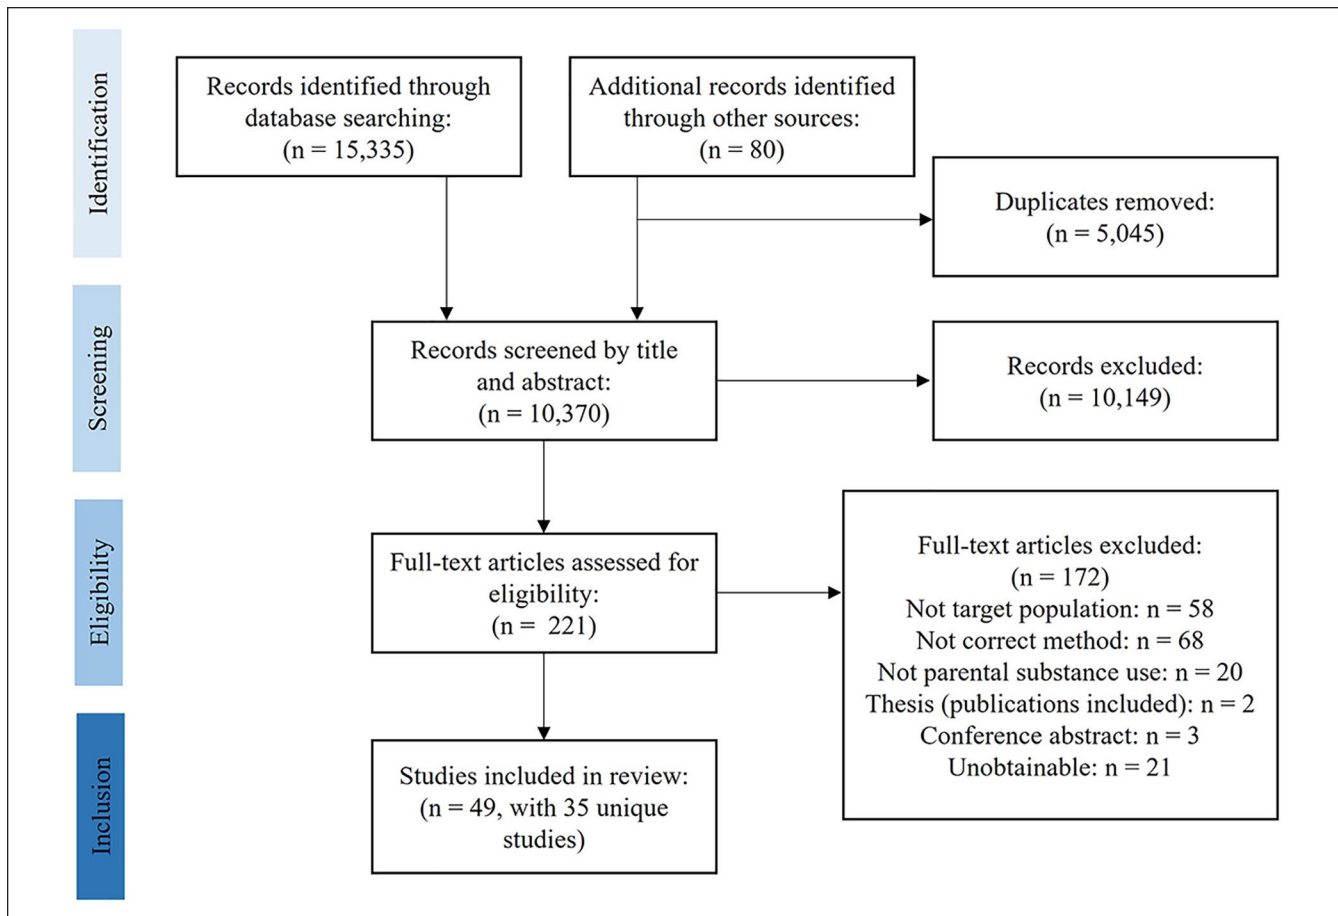 Identification
Records identified through
database searching:
(n = 15,335)
Additional records identified
through other sources:
(n = 80)
Duplicates removed:
(n = 5,045)
Screening
Records screened by title
and abstract:
(n = 10,370)
Records excluded:
(n = 10,149)
Eligibility
Full-text articles assessed for
eligibility:
(n = 221)
Full-text articles excluded:
(n = 172)
Not target population: n = 58
Not correct method: n = 68
Not parental substance use: n = 20
Thesis (publications included): n = 2
Conference abstract: n = 3
Unobtainable: n = 21
Inclusion
Studies included in review:
(n = 49, with 35 unique
studies)